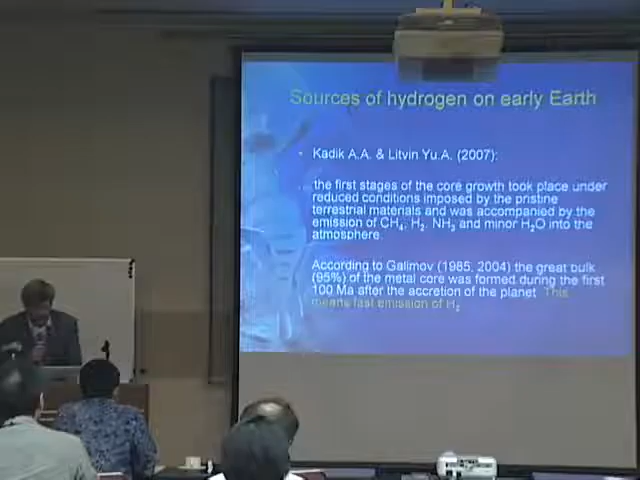 Sources of hydrogen on early Earth
Kadik A.A. & Litvin Yu.A. (2007):
the first stages of the core growth took place under
reduced conditions imposed by the pristine
terrestrial materials and was accompanied by the
emission of CH₄, H₂, NH₃ and minor H₂O into the
atmosphere.
According to Galimov (1985, 2004) the great bulk
(95%) of the metal core was formed during the first
100 Ma after the accretion of the planet. This
means fast emission of H₂